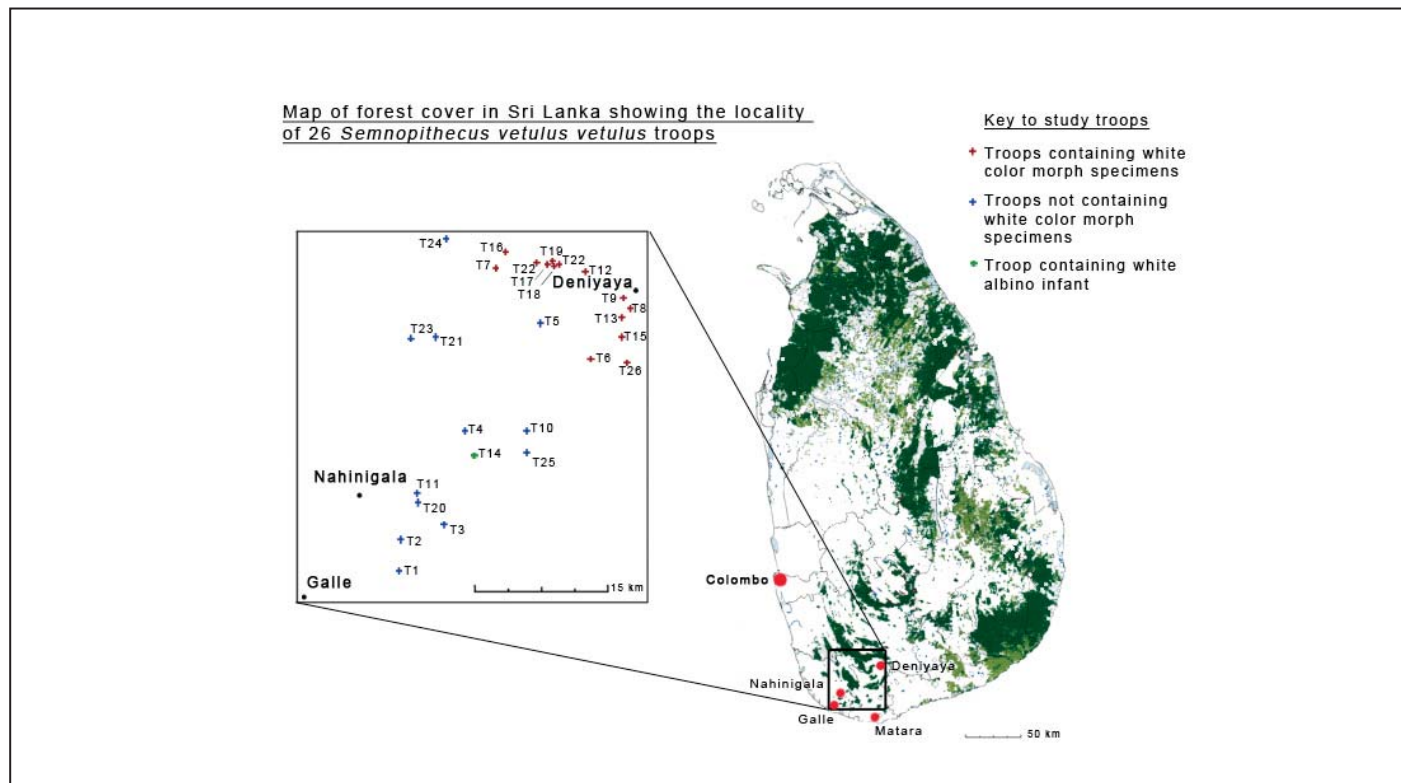 Map of forest cover in Sri Lanka showing the locality
of 26 Semnopithecus vetulus vetulus troops
Key to study troops
Troops containing white
color morph specimens
Troops not containing
white color morph
specimens
Troop containing white
albino infant
T24
T16
T19
T7
T22
T22
T12
T17
T18
Deniyaya
T9
T8
T13
T5
T23
T21
T15
T6
T26
T4
T10
T14
T25
Nahinigala
T11
T20
T3
T2
T1
Galle
15 km
Colombo
Deniyaya
Nahinigala
Galle
Matara
50 km